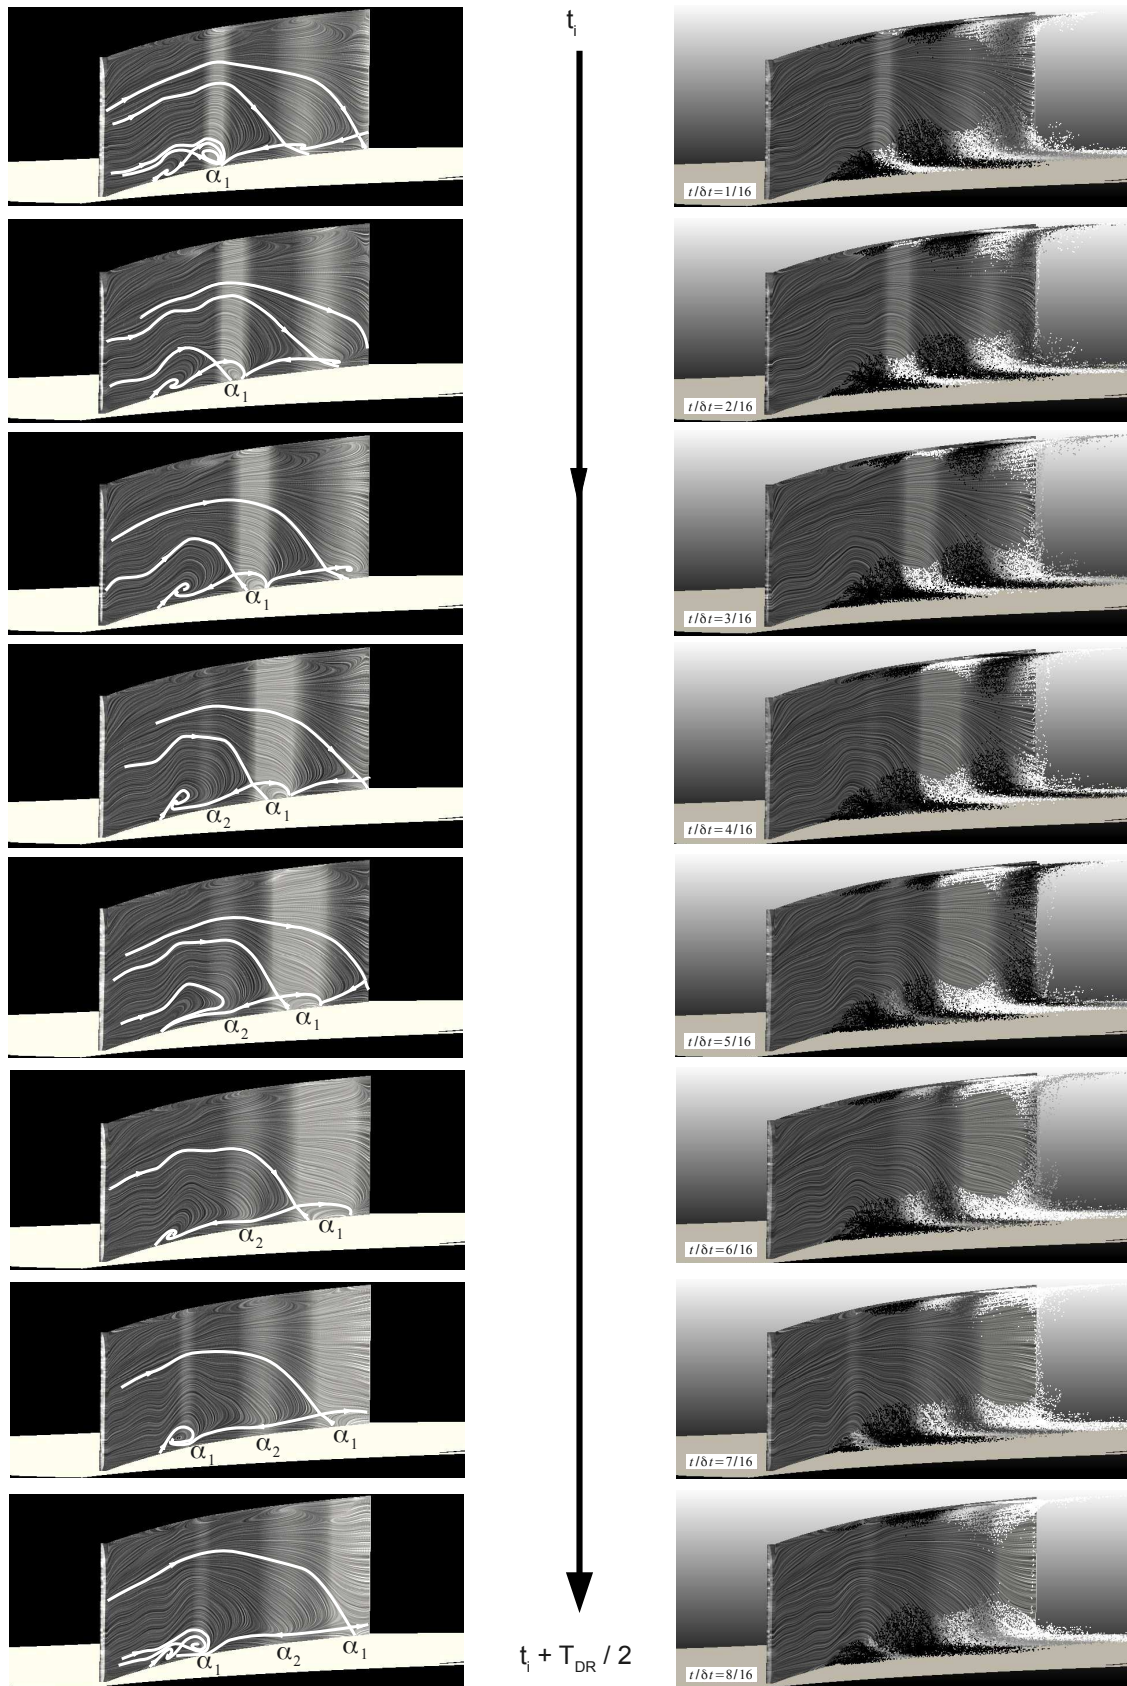 t_i
α_1
t/δt=1/16
α_1
t/δt=2/16
α_1
t/δt=3/16
α_2 α_1
t/δt=4/16
α_2 α_1
t/δt=5/16
α_2 α_1
t/δt=6/16
α_1 α_2 α_1
t/δt=7/16
α_1 α_2 α_1
t_i + T_DR / 2
t/δt=8/16